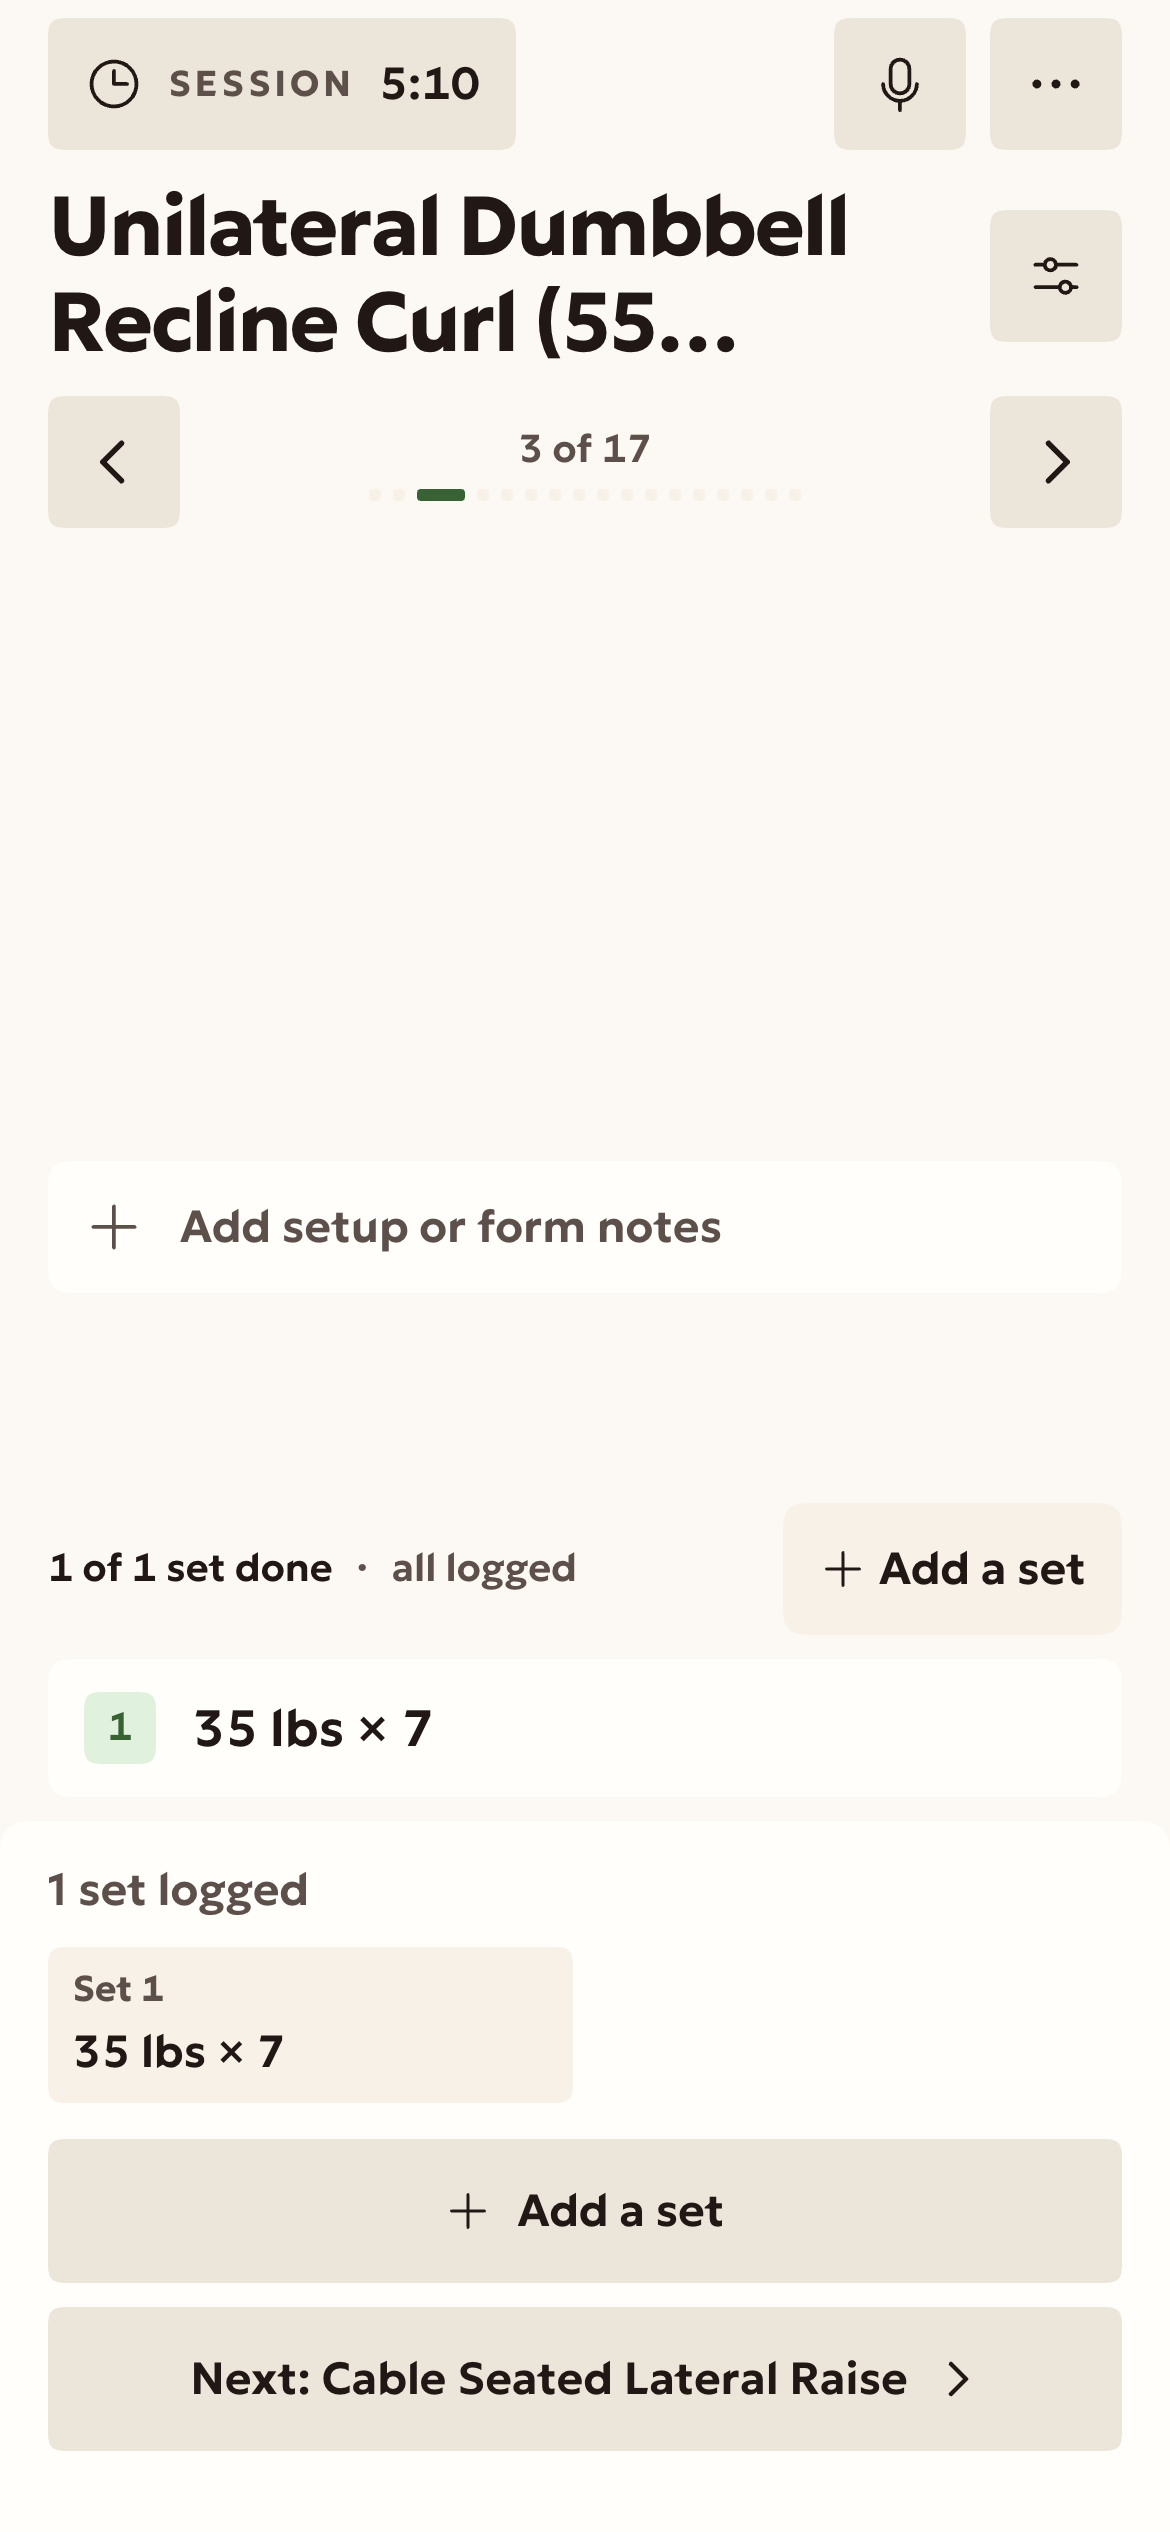 SESSION 5:10
Unilateral Dumbbell
Recline Curl (55...
3 of 17
Add setup or form notes
1 of 1 set done · all logged
+ Add a set
1 35 lbs × 7
1 set logged
Set 1
35 lbs × 7
+ Add a set
Next: Cable Seated Lateral Raise